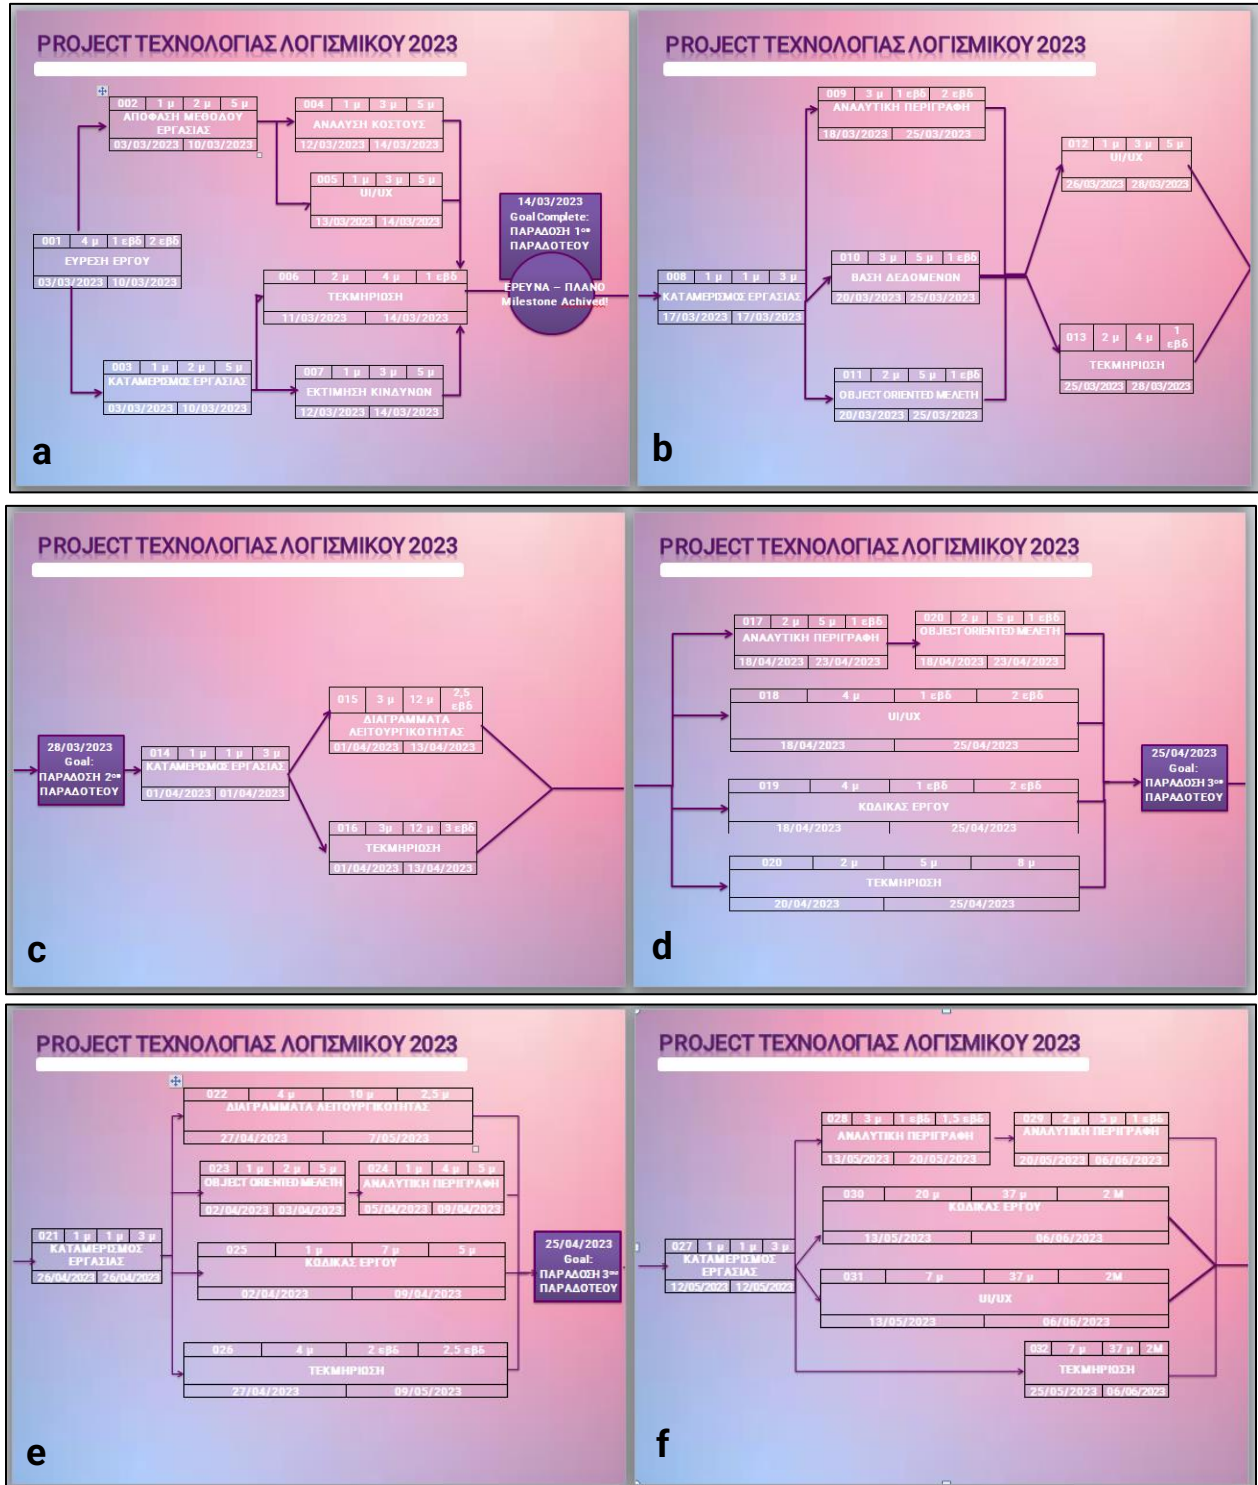 PROJECT ΤΕΧΝΟΛΟΓΙΑΣ ΛΟΓΙΣΜΙΚΟΥ 2023
002 1 μ 2 μ 5 μ
ΑΠΟΦΑΣΗ ΜΕΘΟΔΟΥ
ΕΡΓΑΣΙΑΣ
03/03/2023 10/03/2023
004 1 μ 3 μ 5 μ
ΑΝΑΛΥΣΗ ΚΟΣΤΟΥΣ
12/03/2023 14/03/2023
005 1 μ 3 μ 5 μ
UI/UX
13/03/2023 14/03/2023
14/03/2023
Goal Complete:
ΠΑΡΑΔΟΣΗ 1ου
ΠΑΡΑΔΟΤΕΟΥ
001 4 μ 1 εβδ 2 εβδ
ΕΥΡΕΣΗ ΕΡΓΟΥ
03/03/2023 10/03/2023
006 2 μ 4 μ 1 εβδ
ΤΕΚΜΗΡΙΩΣΗ
11/03/2023 14/03/2023
ΕΡΕΥΝΑ – ΠΛΑΝΟ
Milestone Achived!
003 1 μ 2 μ 5 μ
ΚΑΤΑΜΕΡΙΣΜΟΣ ΕΡΓΑΣΙΑΣ
03/03/2023 10/03/2023
007 1 μ 3 μ 5 μ
ΕΚΤΙΜΗΣΗ ΚΙΝΔΥΝΩΝ
12/03/2023 14/03/2023
a
PROJECT ΤΕΧΝΟΛΟΓΙΑΣ ΛΟΓΙΣΜΙΚΟΥ 2023
009 3 μ 1 εβδ 2 εβδ
ΑΝΑΛΥΤΙΚΗ ΠΕΡΙΓΡΑΦΗ
18/03/2023 25/03/2023
012 1 μ 3 μ 5 μ
UI/UX
26/03/2023 28/03/2023
008 1 μ 1 μ 3 μ
ΚΑΤΑΜΕΡΙΣΜΟΣ ΕΡΓΑΣΙΑΣ
17/03/2023 17/03/2023
010 3 μ 5 μ 1 εβδ
ΒΑΣΗ ΔΕΔΟΜΕΝΩΝ
20/03/2023 25/03/2023
013 2 μ 4 μ 1 εβδ
ΤΕΚΜΗΡΙΩΣΗ
25/03/2023 28/03/2023
011 2 μ 5 μ 1 εβδ
OBJECT ORIENTED ΜΕΛΕΤΗ
20/03/2023 25/03/2023
b
PROJECT ΤΕΧΝΟΛΟΓΙΑΣ ΛΟΓΙΣΜΙΚΟΥ 2023
28/03/2023
Goal:
ΠΑΡΑΔΟΣΗ 2ου
ΠΑΡΑΔΟΤΕΟΥ
014 1 μ 1 μ 3 μ
ΚΑΤΑΜΕΡΙΣΜΟΣ ΕΡΓΑΣΙΑΣ
01/04/2023 01/04/2023
015 3 μ 12 μ 2,5 εβδ
ΔΙΑΓΡΑΜΜΑΤΑ
ΛΕΙΤΟΥΡΓΙΚΟΤΗΤΑΣ
01/04/2023 13/04/2023
016 3μ 12 μ 3 εβδ
ΤΕΚΜΗΡΙΩΣΗ
01/04/2023 13/04/2023
c
PROJECT ΤΕΧΝΟΛΟΓΙΑΣ ΛΟΓΙΣΜΙΚΟΥ 2023
017 2 μ 5 μ 1 εβδ
ΑΝΑΛΥΤΙΚΗ ΠΕΡΙΓΡΑΦΗ
18/04/2023 23/04/2023
020 2 μ 5 μ 1 εβδ
OBJECT ORIENTED ΜΕΛΕΤΗ
18/04/2023 23/04/2023
018 4 μ 1 εβδ 2 εβδ
UI/UX
18/04/2023 25/04/2023
019 4 μ 1 εβδ 2 εβδ
ΚΩΔΙΚΑΣ ΕΡΓΟΥ
18/04/2023 25/04/2023
020 2 μ 5 μ 8 μ
ΤΕΚΜΗΡΙΩΣΗ
20/04/2023 25/04/2023
25/04/2023
Goal:
ΠΑΡΑΔΟΣΗ 3ου
ΠΑΡΑΔΟΤΕΟΥ
d
PROJECT ΤΕΧΝΟΛΟΓΙΑΣ ΛΟΓΙΣΜΙΚΟΥ 2023
022 4 μ 10 μ 2,5 μ
ΔΙΑΓΡΑΜΜΑΤΑ ΛΕΙΤΟΥΡΓΙΚΟΤΗΤΑΣ
27/04/2023 7/05/2023
023 1 μ 2 μ 5 μ
OBJECT ORIENTED ΜΕΛΕΤΗ
02/04/2023 03/04/2023
024 1 μ 4 μ 5 μ
ΑΝΑΛΥΤΙΚΗ ΠΕΡΙΓΡΑΦΗ
05/04/2023 09/04/2023
021 1 μ 1 μ 3 μ
ΚΑΤΑΜΕΡΙΣΜΟΣ
ΕΡΓΑΣΙΑΣ
26/04/2023 26/04/2023
025 1 μ 7 μ 5 μ
ΚΩΔΙΚΑΣ ΕΡΓΟΥ
02/04/2023 09/04/2023
026 4 μ 2 εβδ 2,5 εβδ
ΤΕΚΜΗΡΙΩΣΗ
27/04/2023 09/05/2023
25/04/2023
Goal:
ΠΑΡΑΔΟΣΗ 3ου
ΠΑΡΑΔΟΤΕΟΥ
e
PROJECT ΤΕΧΝΟΛΟΓΙΑΣ ΛΟΓΙΣΜΙΚΟΥ 2023
028 3 μ 1 εβδ 1,5 εβδ
ΑΝΑΛΥΤΙΚΗ ΠΕΡΙΓΡΑΦΗ
13/05/2023 20/05/2023
029 2 μ 5 μ 1 εβδ
ΑΝΑΛΥΤΙΚΗ ΠΕΡΙΓΡΑΦΗ
20/05/2023 06/06/2023
030 20 μ 37 μ 2 Μ
ΚΩΔΙΚΑΣ ΕΡΓΟΥ
13/05/2023 06/06/2023
027 1 μ 1 μ 3 μ
ΚΑΤΑΜΕΡΙΣΜΟΣ
ΕΡΓΑΣΙΑΣ
12/05/2023 12/05/2023
031 7 μ 37 μ 2Μ
UI/UX
13/05/2023 06/06/2023
032 7 μ 37 μ 2Μ
ΤΕΚΜΗΡΙΩΣΗ
25/05/2023 06/06/2023
f